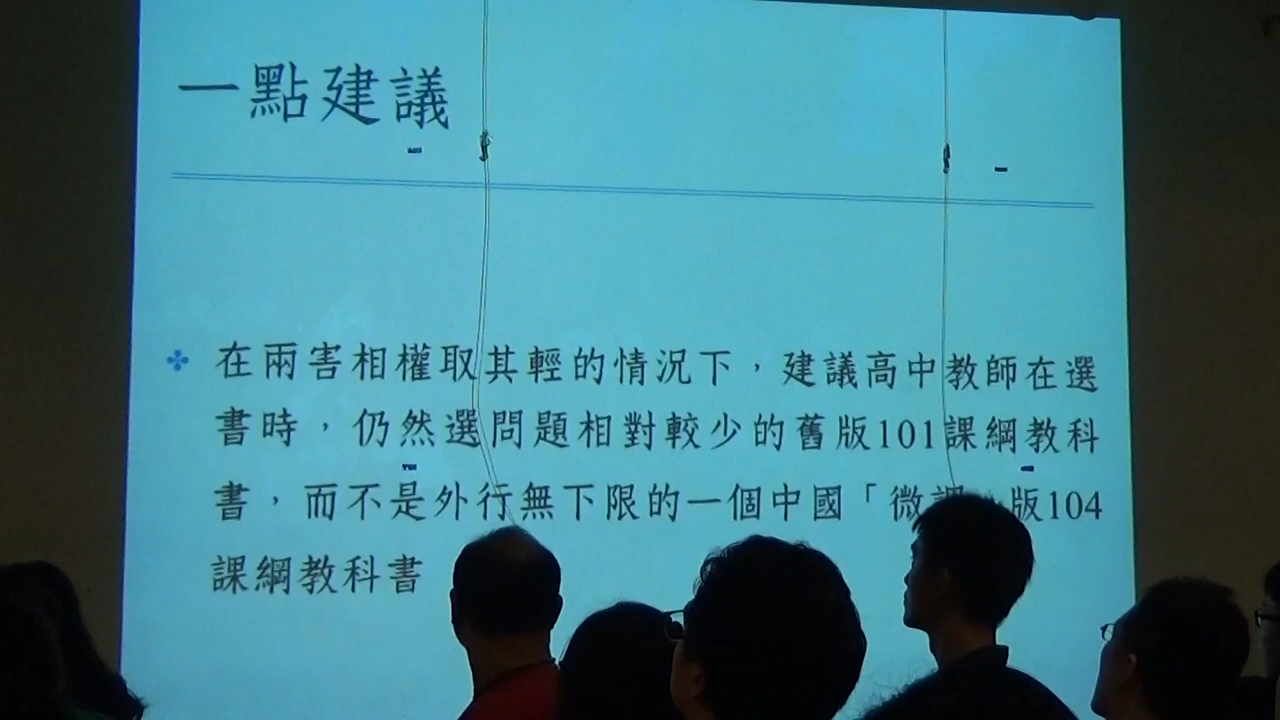 一點建議
在兩害相權取其輕的情況下，建議高中教師在選
書時，仍然選問題相對較少的舊版101課綱教科
書，而不是外行無下限的一個中國「微課 版104
課綱教科書